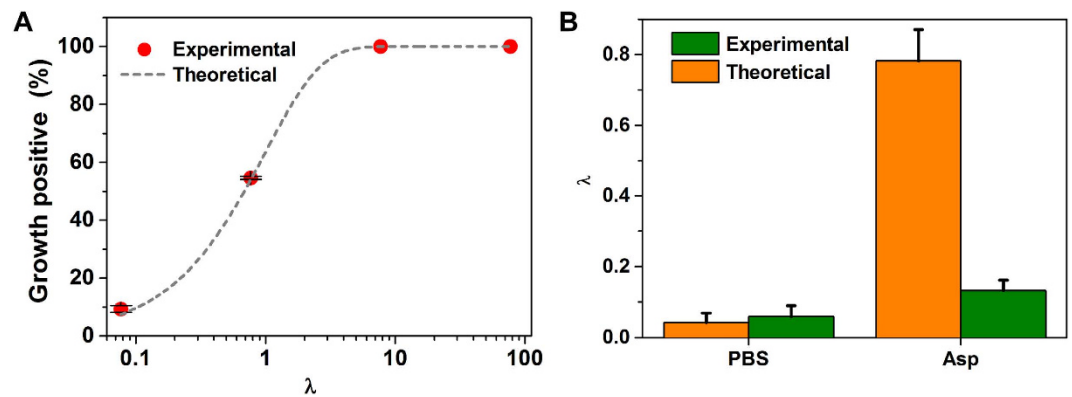 A
Experimental
Theoretical
Growth positive (%)
100
80
60
40
20
0
0.1
1
10
100
λ
B
Experimental
Theoretical
λ
0.8
0.6
0.4
0.2
0.0
PBS
Asp